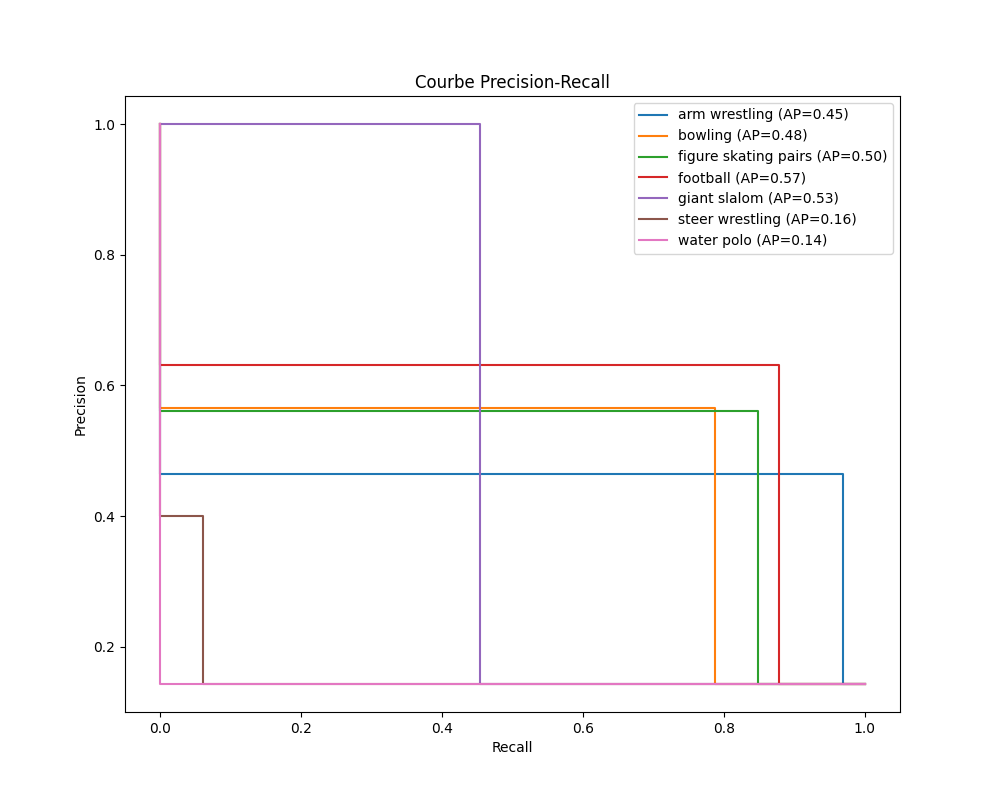 Courbe Precision-Recall
arm wrestling (AP=0.45)
bowling (AP=0.48)
figure skating pairs (AP=0.50)
football (AP=0.57)
giant slalom (AP=0.53)
steer wrestling (AP=0.16)
water polo (AP=0.14)
Precision
1.0
0.8
0.6
0.4
0.2
0.0 0.2 0.4 0.6 0.8 1.0
Recall